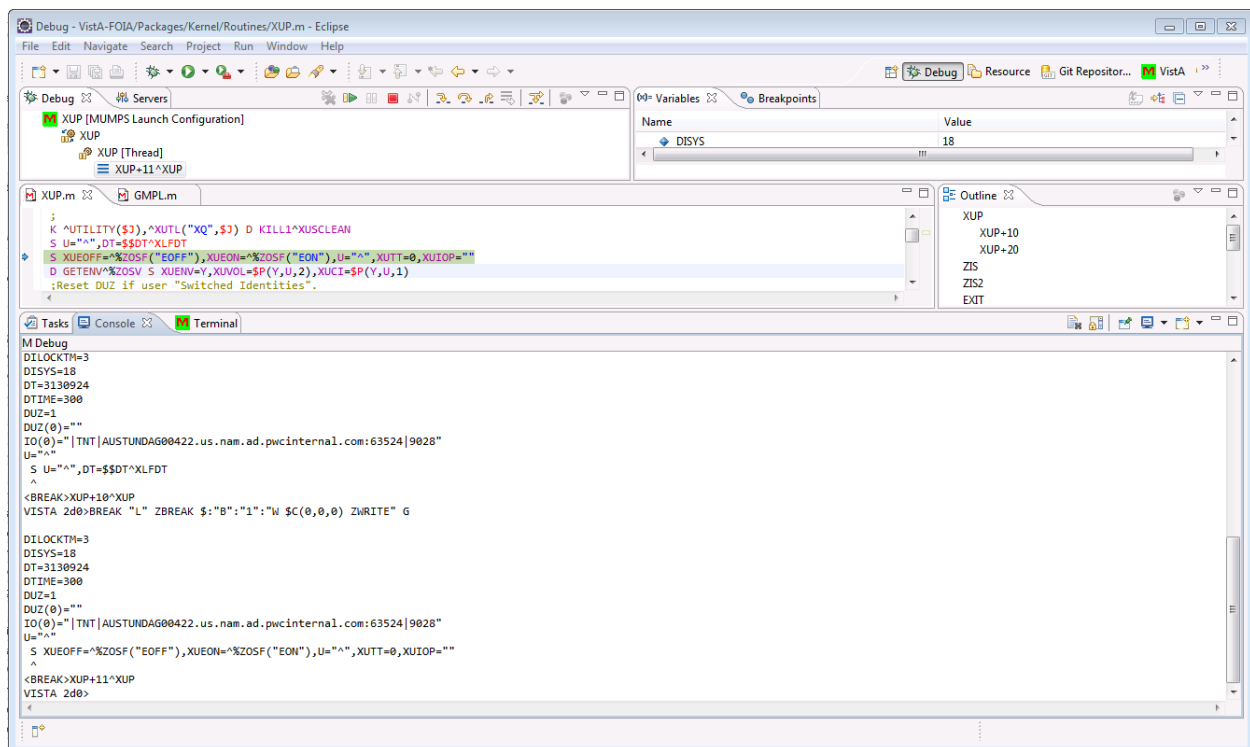 Debug - VistA-FOIA/Packages/Kernel/Routines/XUP.m - Eclipse
File Edit Navigate Search Project Run Window Help
Debug Resource Git Repositor... M VistA »
Debug Servers
M XUP [MUMPS Launch Configuration]
XUP
XUP [Thread]
XUP+11^XUP
(x)= Variables Breakpoints
Name Value
DISYS 18
M XUP.m M GMPL.m
;
K ^UTILITY($J),^XUTL("XQ",$J) D KILL1^XUSCLEAN
S U="^",DT=$$DT^XLFDT
S XUEOFF=^%ZOSF("EOFF"),XUEON=^%ZOSF("EON"),U="^",XUTT=0,XUIOP=""
D GETENV^%ZOSV S XUENV=Y,XUVOL=$P(Y,U,2),XUCI=$P(Y,U,1)
;Reset DUZ if user "Switched Identities".
Outline
XUP
XUP+10
XUP+20
ZIS
ZIS2
EXIT
Tasks Console M Terminal
M Debug
DILOCKTM=3
DISYS=18
DT=3130924
DTIME=300
DUZ=1
DUZ(0)=""
IO(0)="|TNT|AUSTUNDAG00422.us.nam.ad.pwcinternal.com:63524|9028"
U="^"
S U="^",DT=$$DT^XLFDT
^
<BREAK>XUP+10^XUP
VISTA 2d0>BREAK "L" ZBREAK $:"B":"1":"W $C(0,0,0) ZWRITE" G
DILOCKTM=3
DISYS=18
DT=3130924
DTIME=300
DUZ=1
DUZ(0)=""
IO(0)="|TNT|AUSTUNDAG00422.us.nam.ad.pwcinternal.com:63524|9028"
U="^"
S XUEOFF=^%ZOSF("EOFF"),XUEON=^%ZOSF("EON"),U="^",XUTT=0,XUIOP=""
^
<BREAK>XUP+11^XUP
VISTA 2d0>